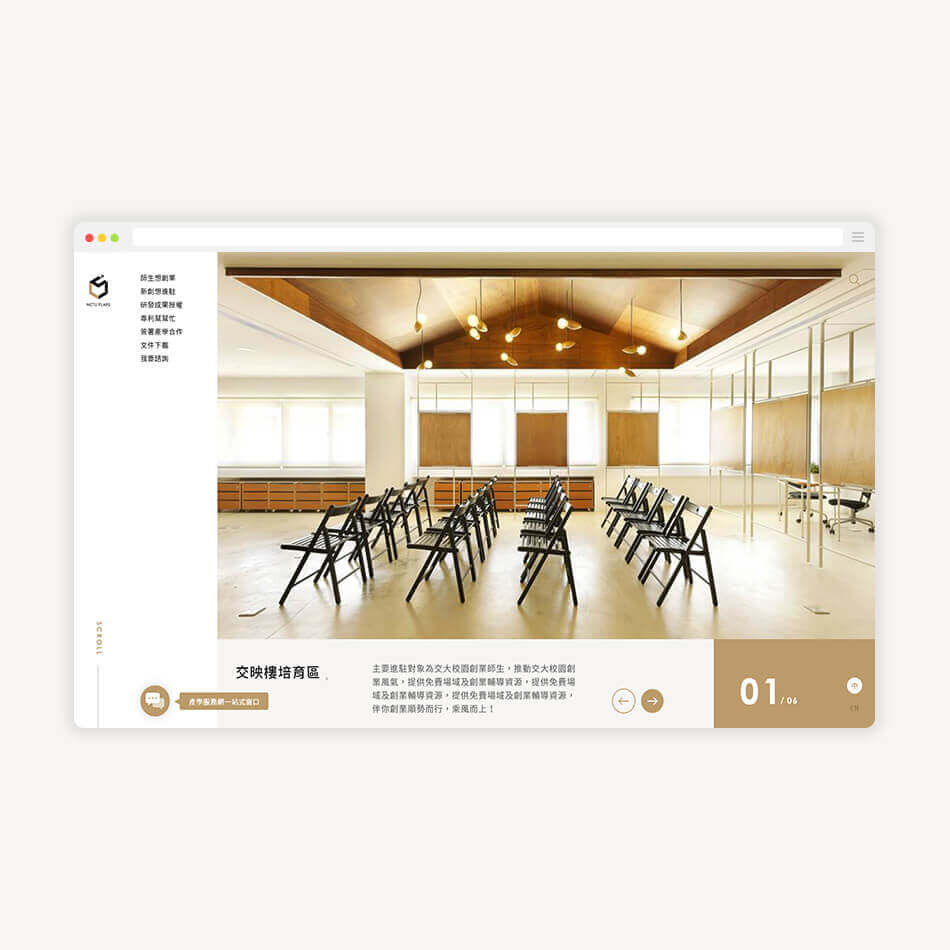 NCTU PLAPS
師生想創業
新創想進駐
研發成果授權
專利幫幫忙
簽署產學合作
文件下載
我要諮詢
SCROLL
產學服務網一站式窗口
交映樓培育區
主要進駐對象為交大校園創業師生，推動交大校園創
業風氣，提供免費場域及創業輔導資源，提供免費場
域及創業輔導資源，提供免費場域及創業輔導資源，
伴你創業順勢而行，乘風而上！
01 / 06
中
EN